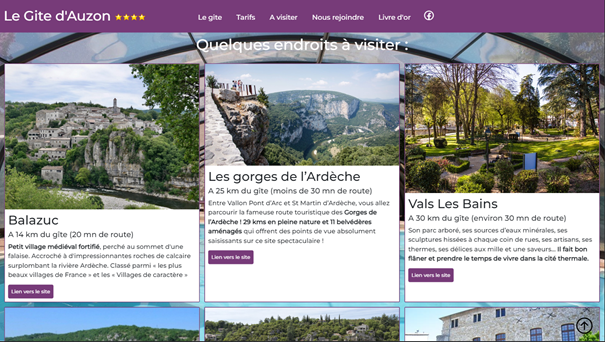 Le Gite d'Auzon
Le gite Tarifs A visiter Nous rejoindre Livre d'or
Quelques endroits à visiter :
Balazuc
A 14 km du gîte (20 mn de route)
Petit village médiéval fortifié, perché au sommet d'une
falaise. Accroché à d'impressionnantes roches de calcaire
surplombant la rivière Ardèche. Classé parmi « les plus
beaux villages de France » et les « Villages de caractère »
Lien vers le site
Les gorges de l'Ardèche
A 25 km du gîte (moins de 30 mn de route)
Entre Vallon Pont d'Arc et St Martin d'Ardèche, vous allez
parcourir la fameuse route touristique des Gorges de
l'Ardèche ! 29 kms en pleine nature et 11 belvédères
aménagés qui offrent des points de vue absolument
saisissants sur ce site spectaculaire !
Lien vers le site
Vals Les Bains
A 30 km du gîte (environ 30 mn de route)
Son parc arboré, ses sources d'eaux minérales, ses
sculptures hissées à chaque coin de rues, ses artisans, ses
thermes, ses délices aux mille et une saveurs... Il fait bon
flâner et prendre le temps de vivre dans la cité thermale.
Lien vers le site